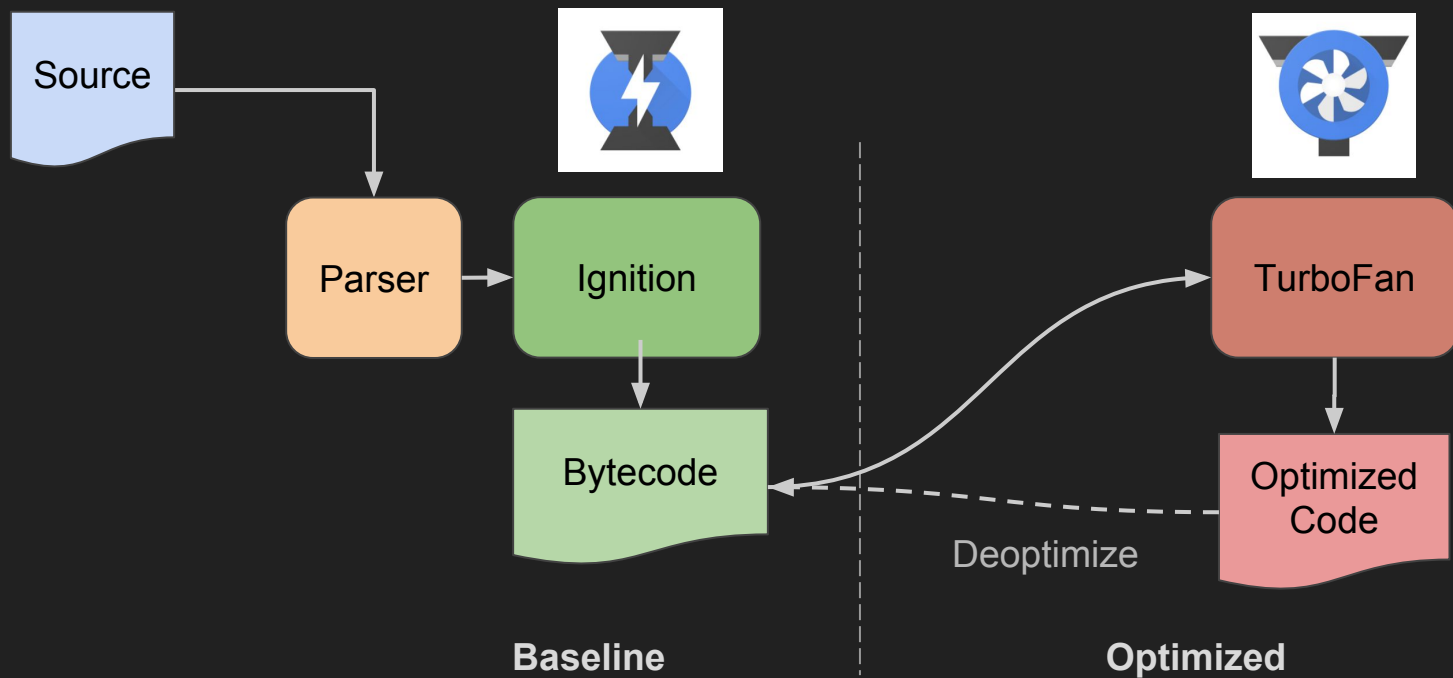 Source
Parser
Ignition
TurboFan
Bytecode
Optimized
Code
Deoptimize
Baseline
Optimized